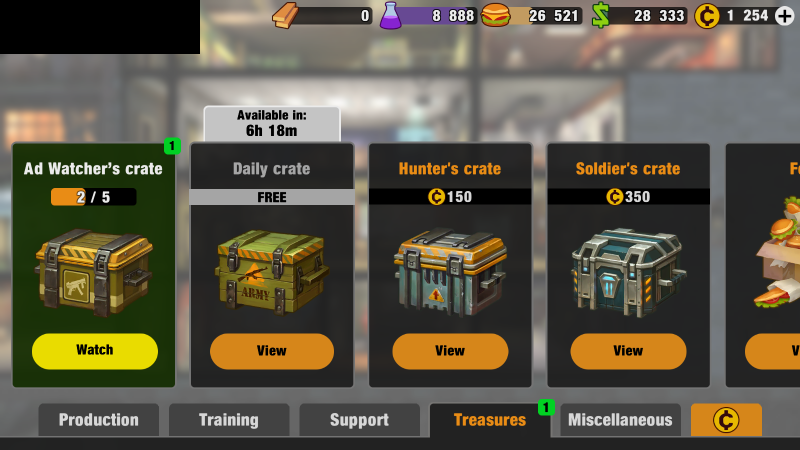 0
8 888
26 521
28 333
1 254
Available in:
6h 18m
Ad Watcher's crate
1
2 / 5
Watch
Daily crate
FREE
ARMY
View
Hunter's crate
150
View
Soldier's crate
350
View
Production
Training
Support
Treasures
1
Miscellaneous